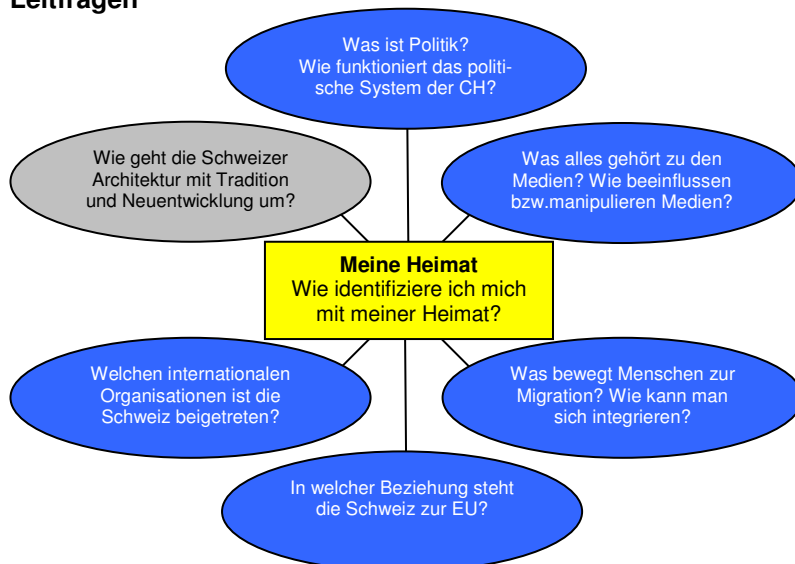 Leitfragen
Was ist Politik?
Wie funktioniert das politi-
sche System der CH?
Wie geht die Schweizer
Architektur mit Tradition
und Neuentwicklung um?
Was alles gehört zu den
Medien? Wie beeinflussen
bzw.manipulieren Medien?
Meine Heimat
Wie identifiziere ich mich
mit meiner Heimat?
Welchen internationalen
Organisationen ist die
Schweiz beigetreten?
Was bewegt Menschen zur
Migration? Wie kann man
sich integrieren?
In welcher Beziehung steht
die Schweiz zur EU?